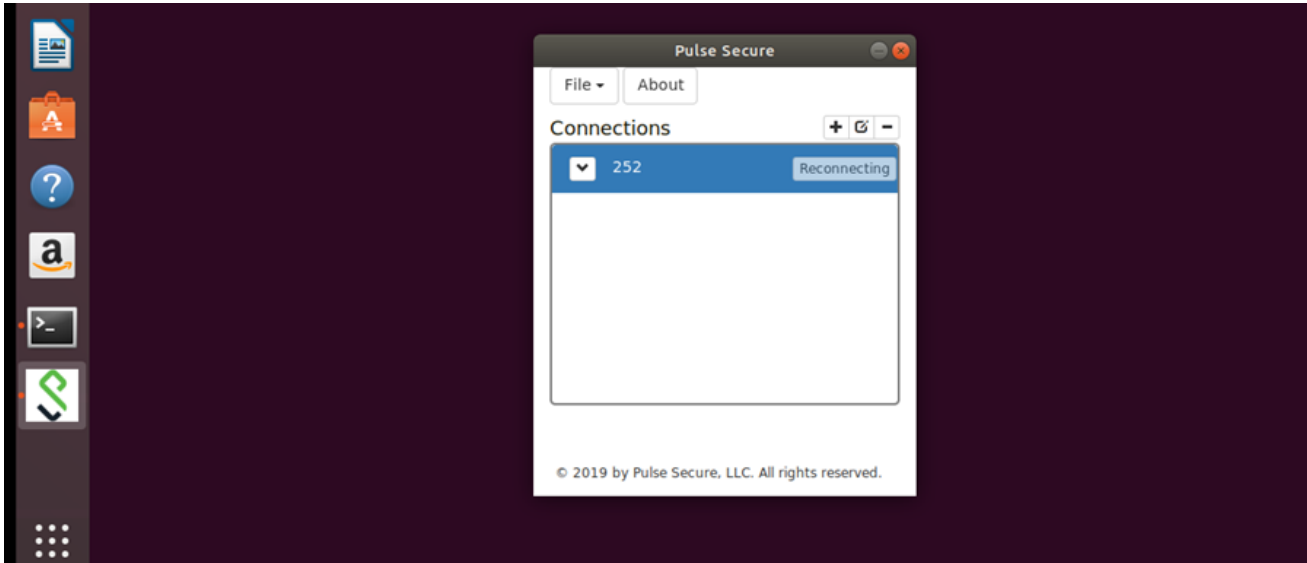 Pulse Secure
File About
Connections
252 Reconnecting
© 2019 by Pulse Secure, LLC. All rights reserved.